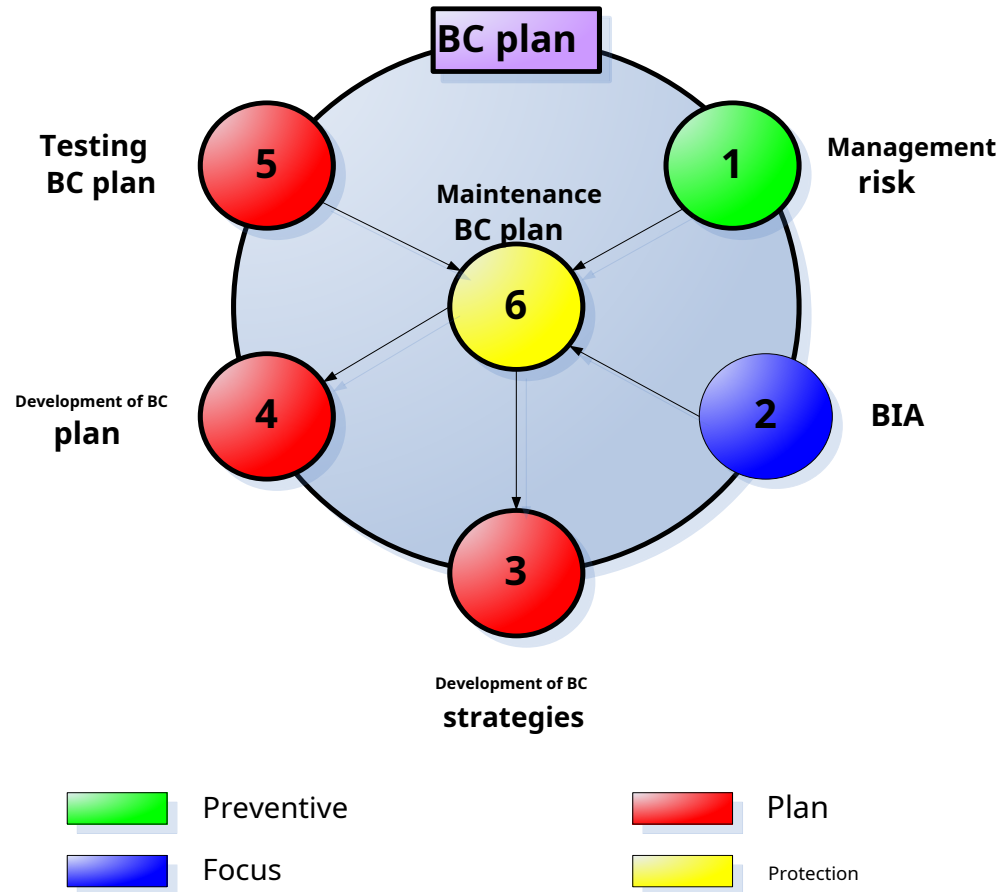 BC plan
Testing
BC plan
5
1
Management
risk
Maintenance
BC plan
6
Development of BC
plan
4
2
BIA
3
Development of BC
strategies
Preventive
Plan
Focus
Protection